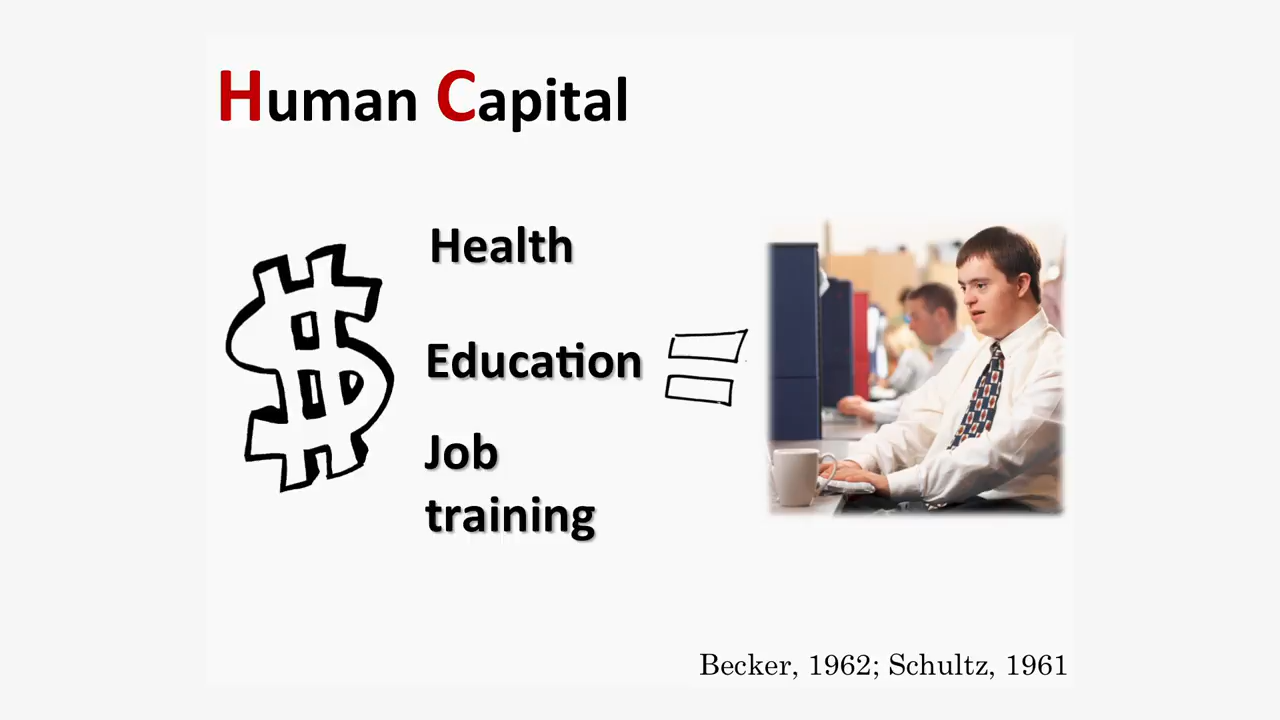 Human Capital
Health
Education
Job
training
Becker, 1962; Schultz, 1961